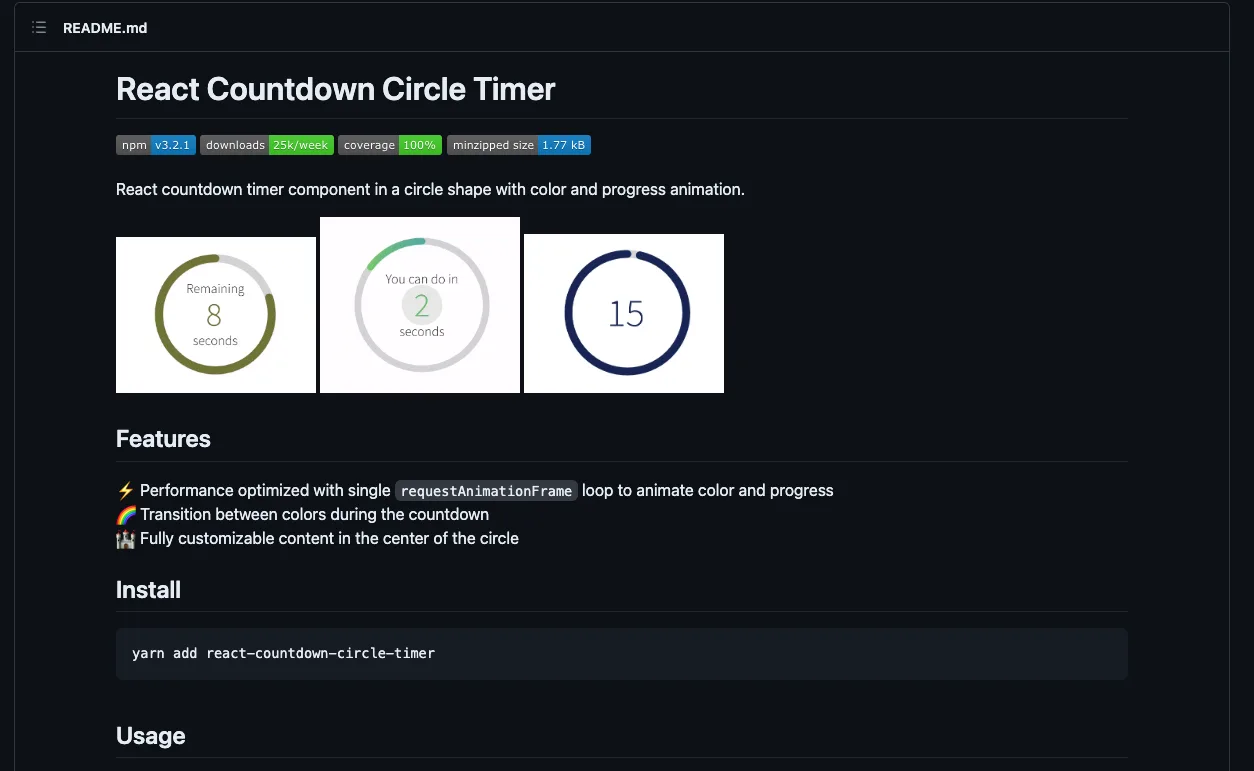 README.md
React Countdown Circle Timer
npm v3.2.1 downloads 25k/week coverage 100% minzipped size 1.77 kB
React countdown timer component in a circle shape with color and progress animation.
Remaining
8
seconds
You can do in
2
seconds
15
Features
⚡ Performance optimized with single requestAnimationFrame loop to animate color and progress
🌈 Transition between colors during the countdown
🏰 Fully customizable content in the center of the circle
Install
yarn add react-countdown-circle-timer
Usage